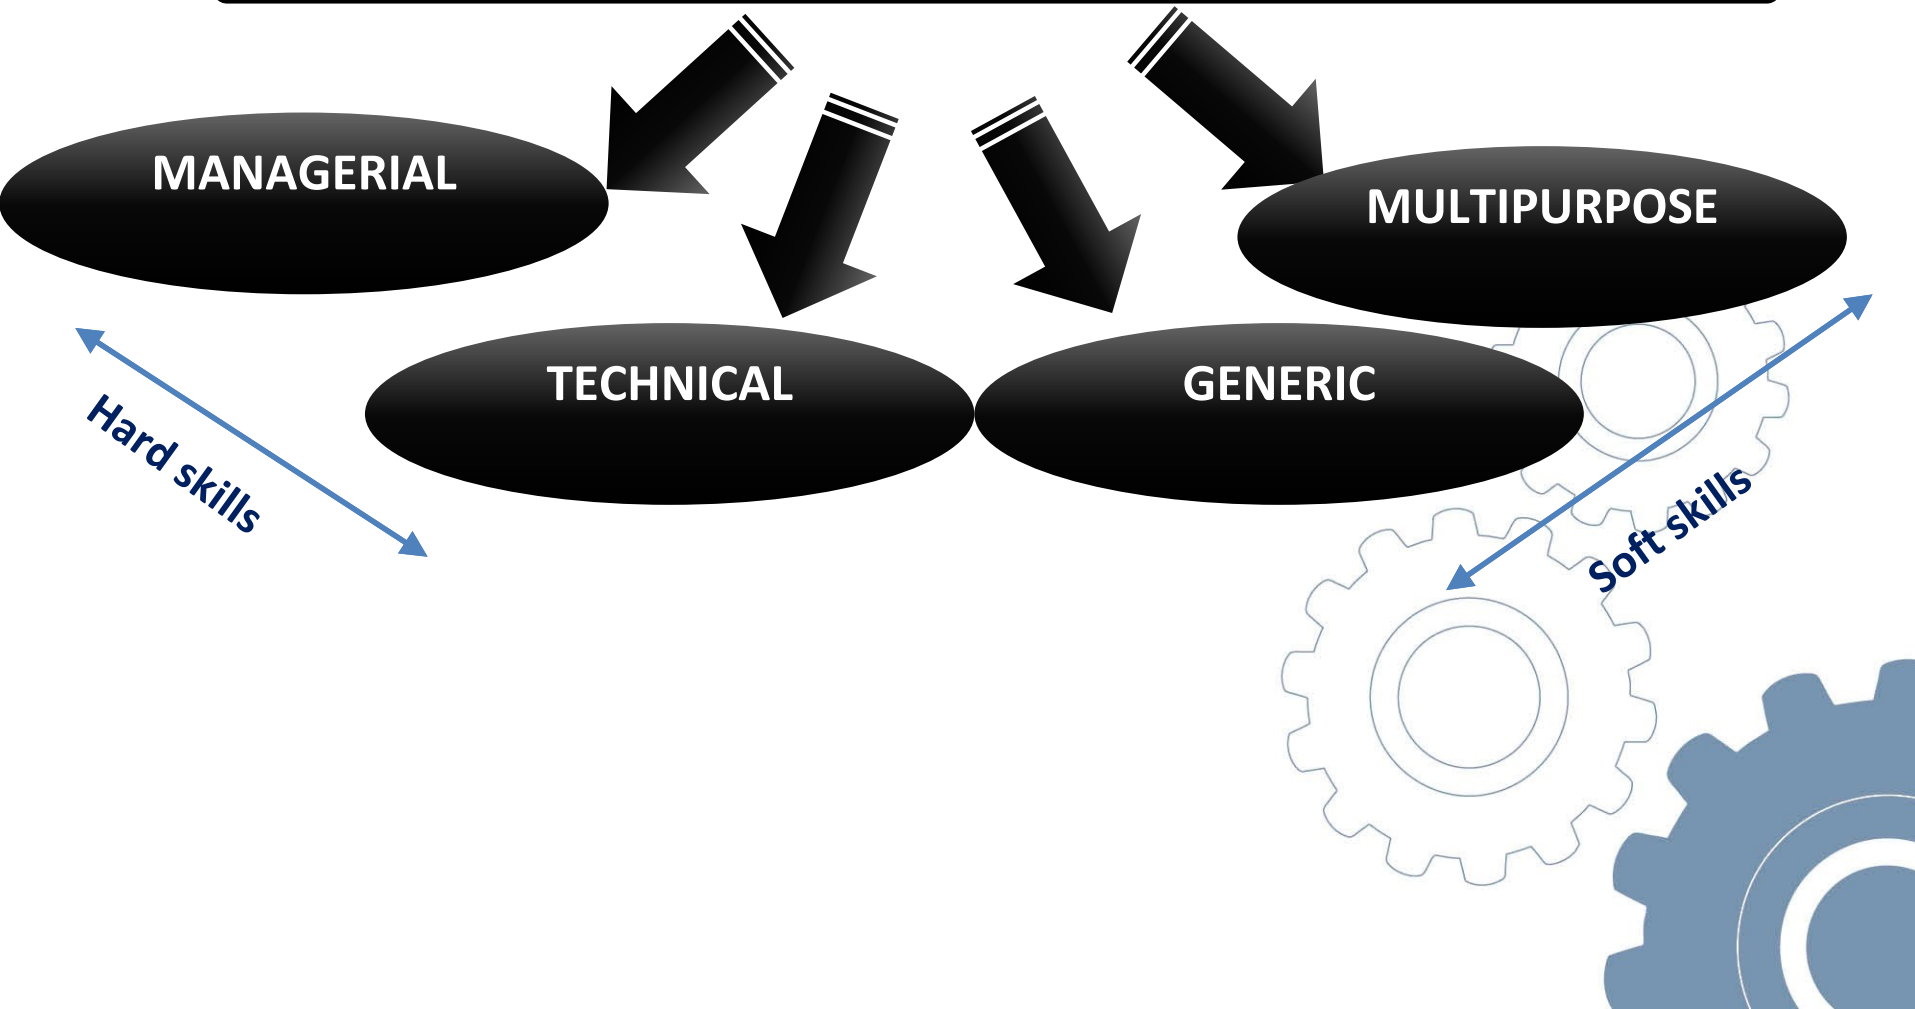 MANAGERIAL
MULTIPURPOSE
TECHNICAL
GENERIC
Hard skills
Soft skills